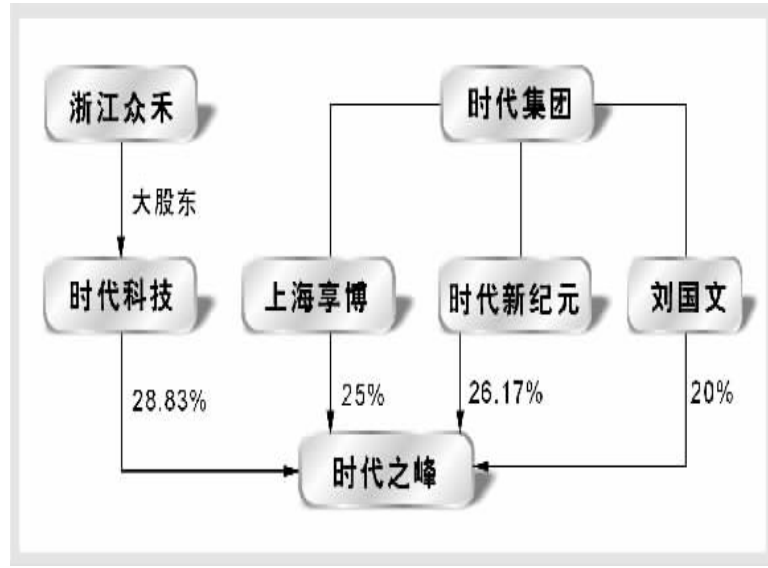 浙江众禾
时代集团
大股东
时代科技
上海享博
时代新纪元
刘国文
28.83%
25%
26.17%
20%
时代之峰